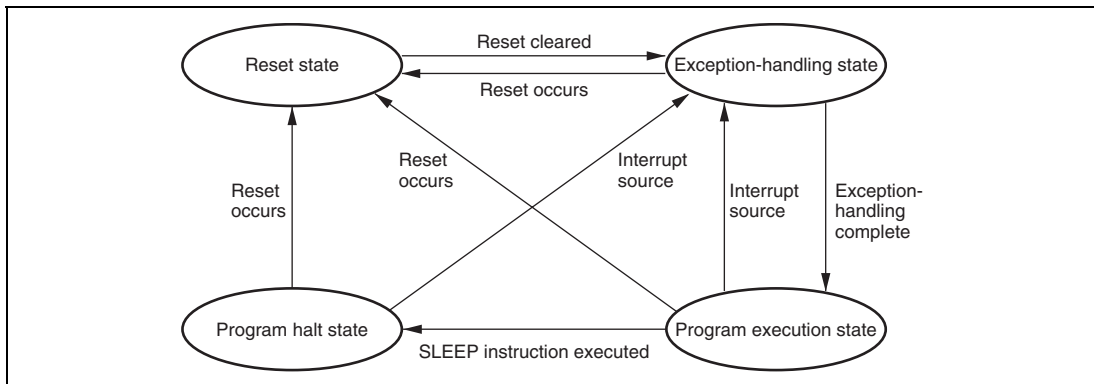 Reset cleared
Reset state
Exception-handling state
Reset occurs
Reset
occurs
Interrupt
source
Reset
occurs
Interrupt
source
Exception-
handling
complete
Program halt state
Program execution state
SLEEP instruction executed